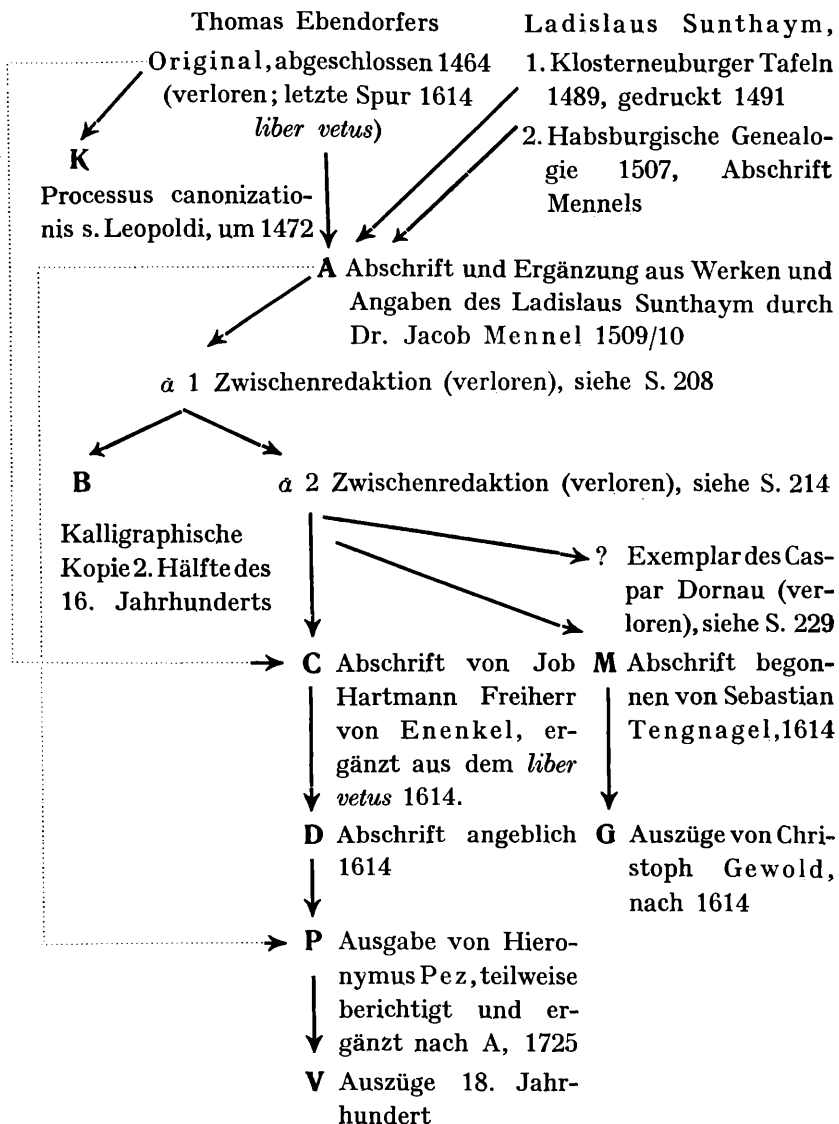 Thomas Ebendorfers
Original, abgeschlossen 1464
(verloren; letzte Spur 1614
liber vetus)
Ladislaus Sunthaym,
1. Klosterneuburger Tafeln
1489, gedruckt 1491
2. Habsburgische Genealo-
gie 1507, Abschrift
Mennels
K
Processus canonizatio-
nis s. Leopoldi, um 1472
A Abschrift und Ergänzung aus Werken und
Angaben des Ladislaus Sunthaym durch
Dr. Jacob Mennel 1509/10
ȧ 1 Zwischenredaktion (verloren), siehe S. 208
B
Kalligraphische
Kopie 2. Hälfte des
16. Jahrhunderts
ȧ 2 Zwischenredaktion (verloren), siehe S. 214
? Exemplar des Cas-
par Dornau (ver-
loren), siehe S. 229
C Abschrift von Job
Hartmann Freiherr
von Enenkel, er-
gänzt aus dem liber
vetus 1614.
M Abschrift begon-
nen von Sebastian
Tengnagel, 1614
D Abschrift angeblich
1614
G Auszüge von Chri-
stoph Gewold,
nach 1614
P Ausgabe von Hiero-
nymus Pez, teilweise
berichtigt und er-
gänzt nach A, 1725
V Auszüge 18. Jahr-
hundert